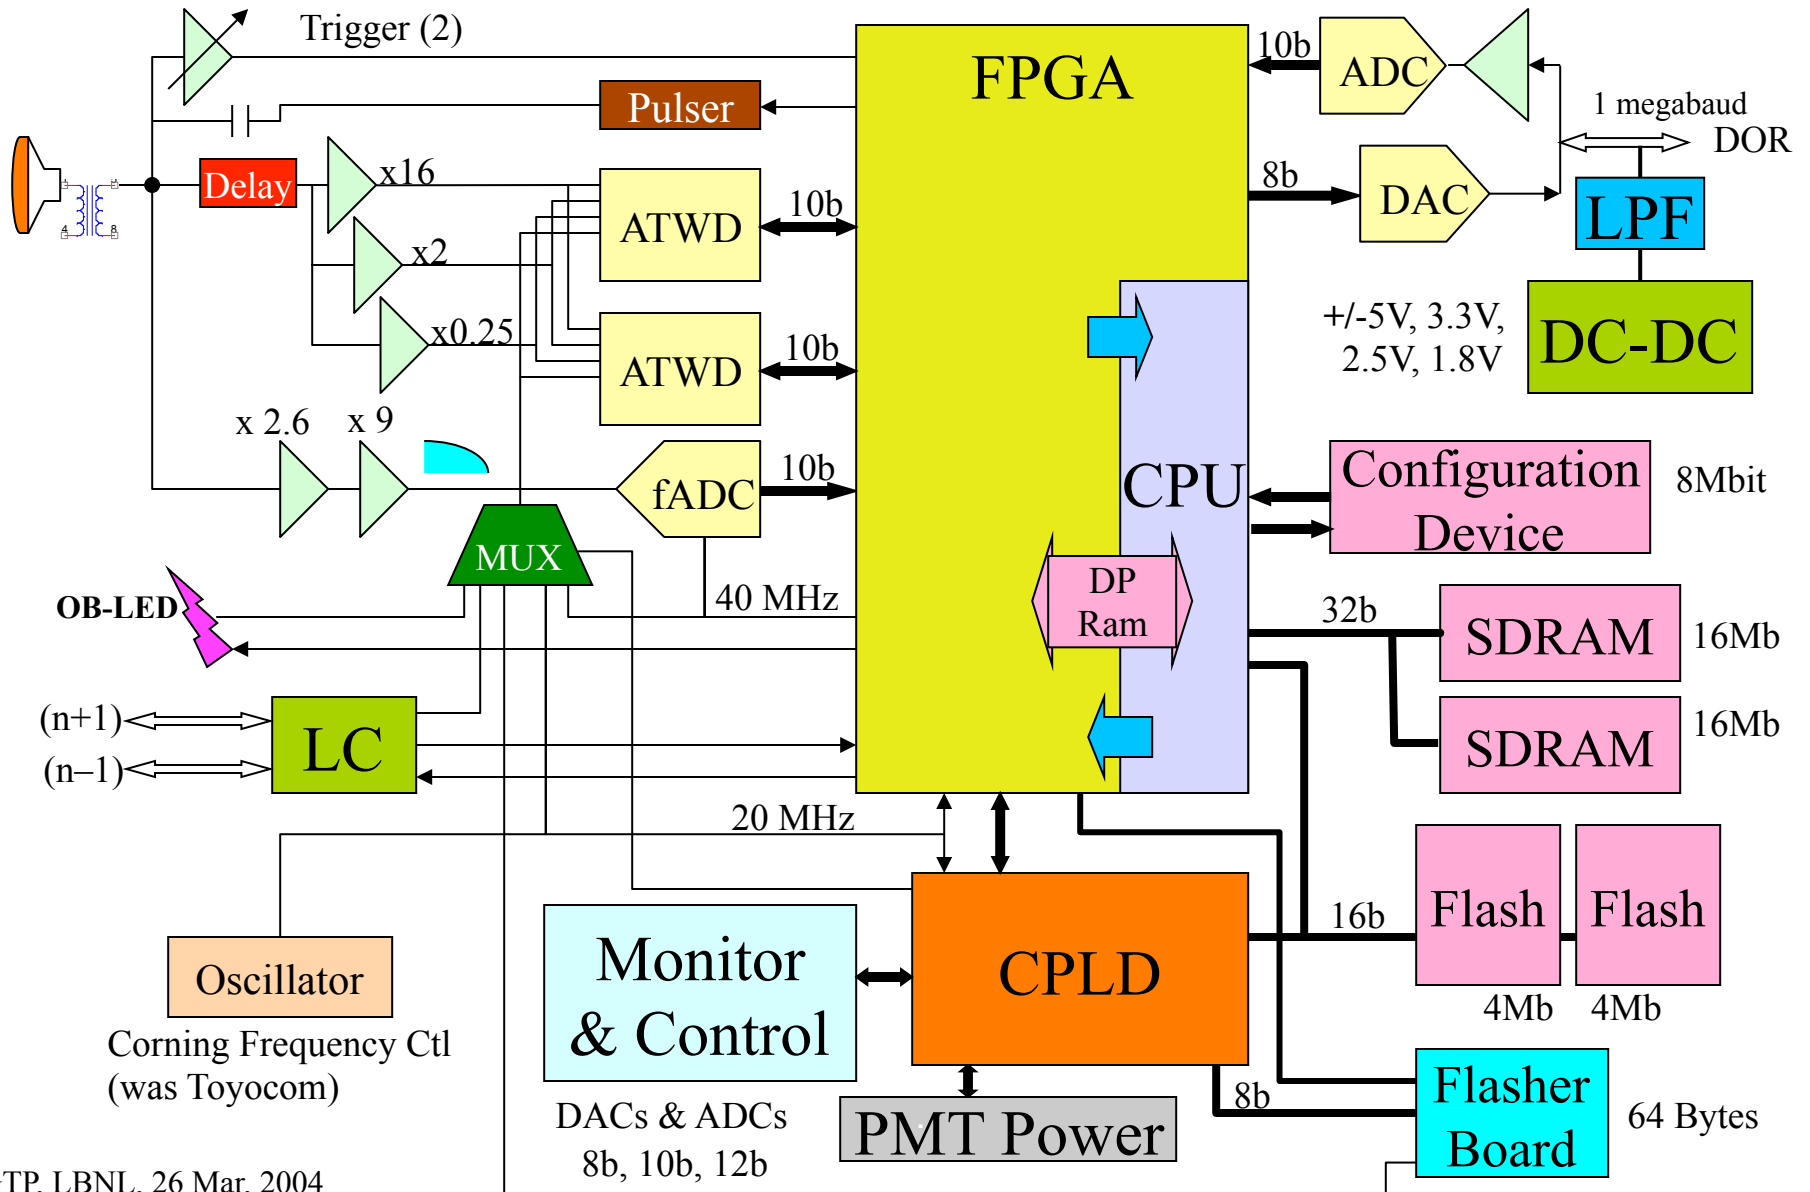 Trigger (2)
FPGA
10b
ADC
1 megabaud
DOR
Pulser
Delay
x16
ATWD
10b
8b
DAC
LPF
4
8
x2
x0.25
ATWD
10b
+/-5V, 3.3V,
2.5V, 1.8V
DC-DC
x 2.6
x 9
fADC
10b
CPU
Configuration
Device
8Mbit
MUX
OB-LED
40 MHz
DP
Ram
32b
SDRAM
16Mb
(n+1)
(n–1)
LC
SDRAM
16Mb
20 MHz
Oscillator
Corning Frequency Ctl
(was Toyocom)
Monitor
& Control
DACs & ADCs
8b, 10b, 12b
CPLD
16b
Flash
Flash
4Mb
4Mb
PMT Power
8b
Flasher
Board
64 Bytes
TP, LBNL, 26 Mar, 2004